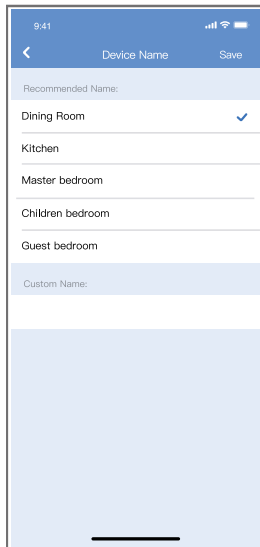 9:41
Device Name
Save
Recommended Name:
Dining Room
Kitchen
Master bedroom
Children bedroom
Guest bedroom
Custom Name: